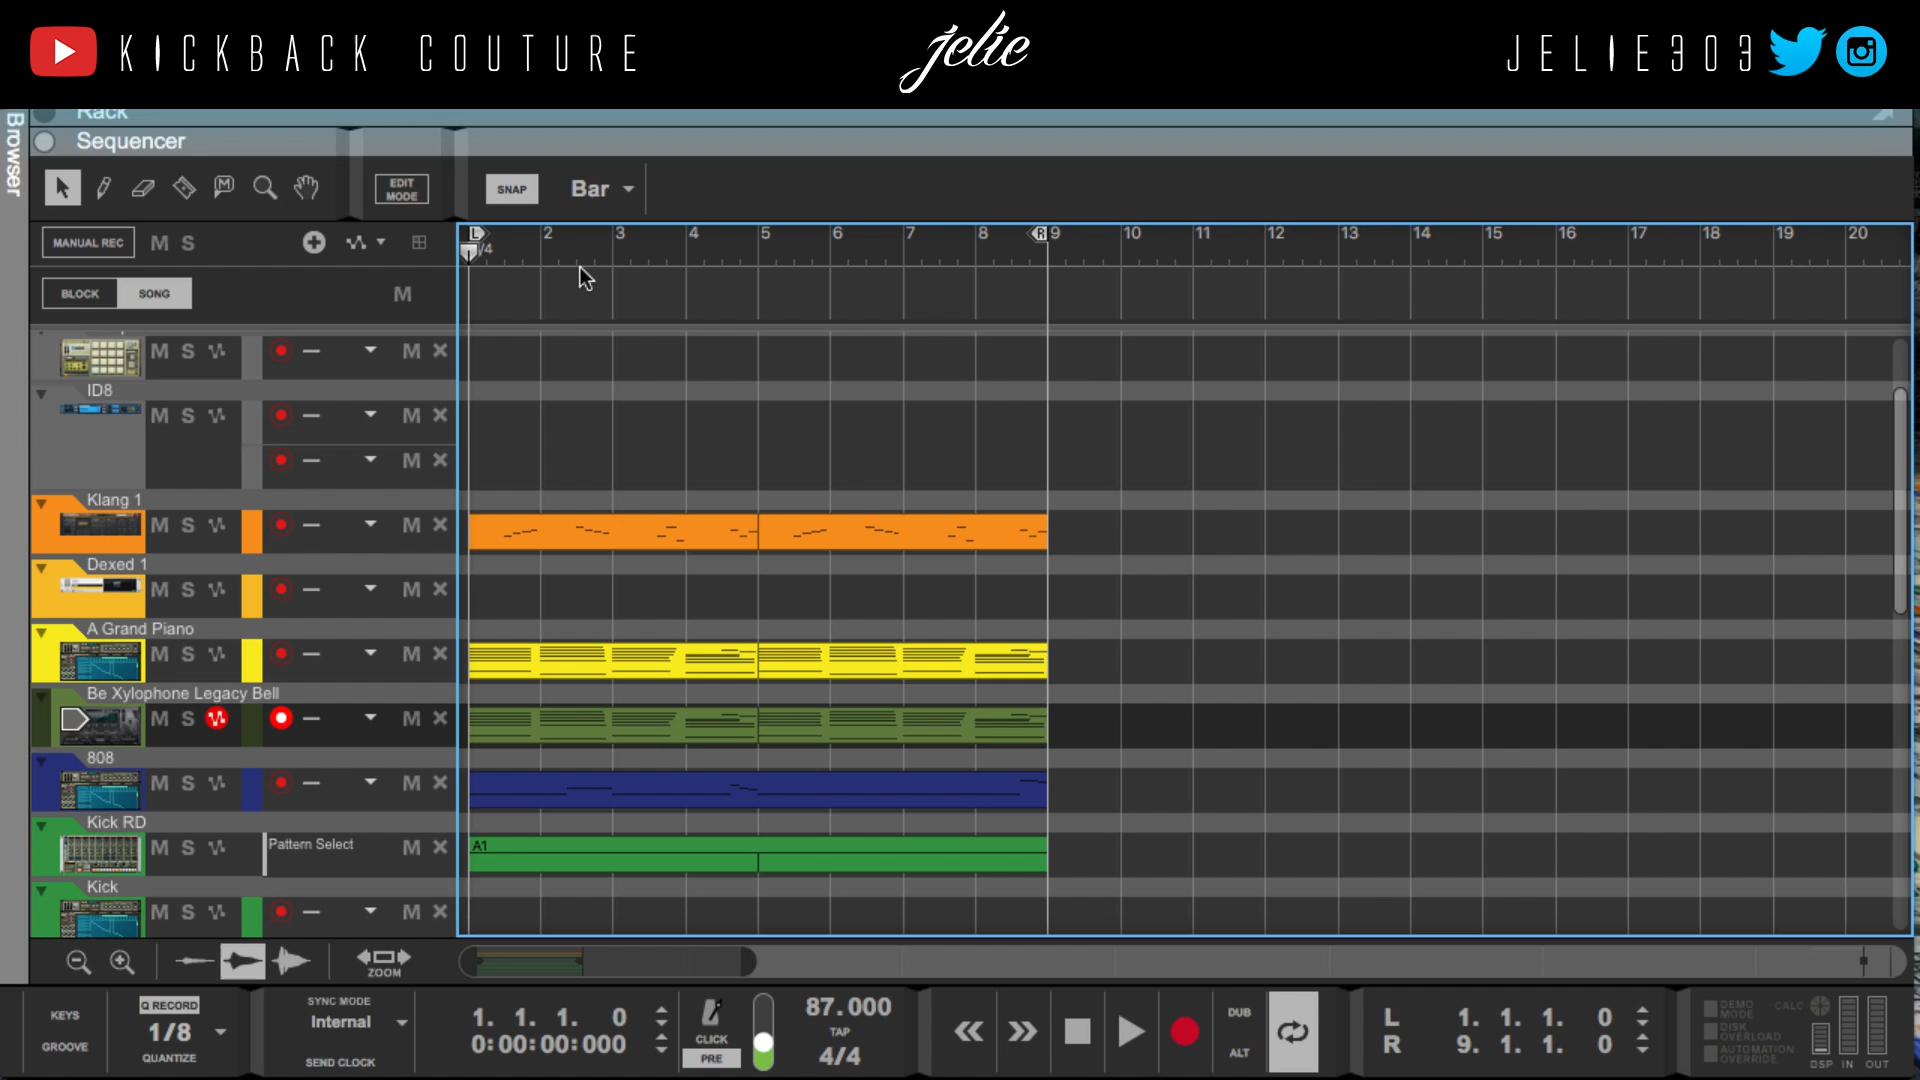 KICKBACK COUTURE
jelie
JELIE303
Browser
Rack
Sequencer
EDIT MODE
SNAP
Bar
MANUAL REC
M S
BLOCK
SONG
M
2 3 4 5 6 7 8 9 10 11 12 13 14 15 16 17 18 19 20
L
R
/4
M S
M
ID8
M S
M
M
Klang 1
M S
M
Dexed 1
M S
M
A Grand Piano
M S
M
Be Xylophone Legacy Bell
M S
M
808
M S
M
Kick RD
M S
Pattern Select
M
A1
Kick
M S
M
ZOOM
KEYS
GROOVE
Q RECORD
1/8
QUANTIZE
SYNC MODE
Internal
SEND CLOCK
1. 1. 1. 0
0:00:00:000
CLICK
PRE
87.000
TAP
4/4
DUB
ALT
L 1. 1. 1. 0
R 9. 1. 1. 0
DEMO MODE
DISK OVERLOAD
AUTOMATION OVERRIDE
CALC
DSP IN OUT